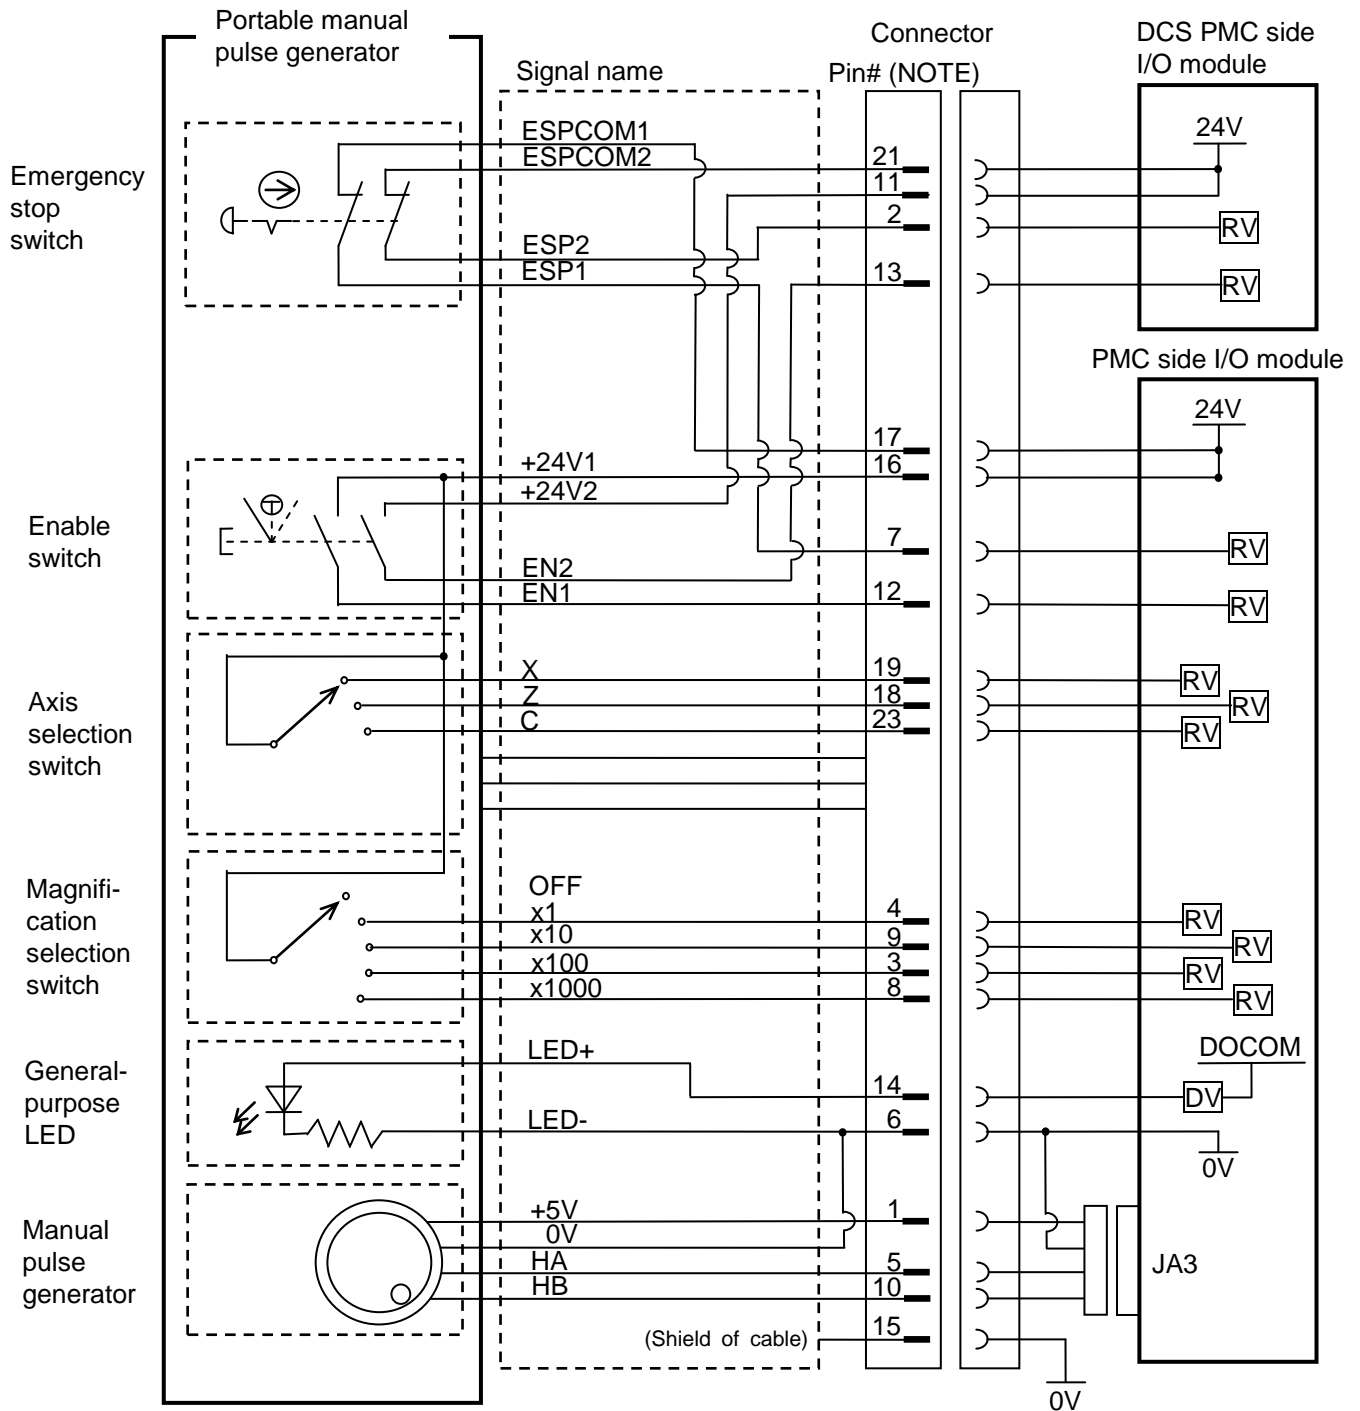 Portable manual
pulse generator
Connector
Pin# (NOTE)
DCS PMC side
I/O module
Signal name
Emergency
stop
switch
ESPCOM1
ESPCOM2
ESP2
ESP1
21
11
2
13
24V
RV
RV
PMC side I/O module
24V
Enable
switch
+24V1
+24V2
EN2
EN1
17
16
7
12
RV
RV
Axis
selection
switch
X
Z
C
19
18
23
RV
RV
RV
Magnifi-
cation
selection
switch
OFF
x1
x10
x100
x1000
4
9
3
8
RV
RV
RV
RV
General-
purpose
LED
LED+
LED-
14
6
DOCOM
DV
0V
Manual
pulse
generator
+5V
0V
HA
HB
(Shield of cable)
1
5
10
15
JA3
0V